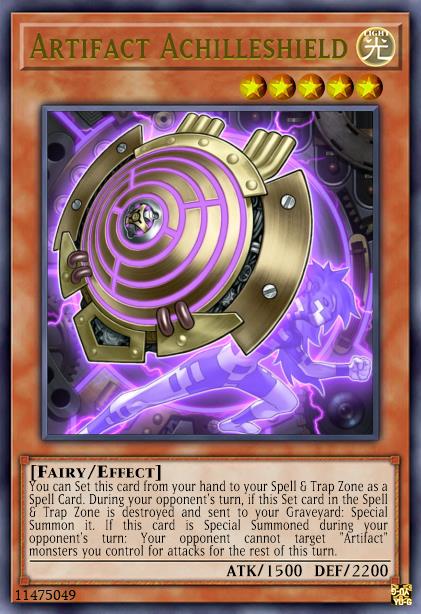 Artifact Achilleshield
LIGHT
光
[Fairy/Effect]
You can Set this card from your hand to your Spell & Trap Zone as a
Spell Card. During your opponent's turn, if this Set card in the Spell
& Trap Zone is destroyed and sent to your Graveyard: Special
Summon it. If this card is Special Summoned during your
opponent's turn: Your opponent cannot target "Artifact"
monsters you control for attacks for the rest of this turn.
ATK/1500 DEF/2200
11475049